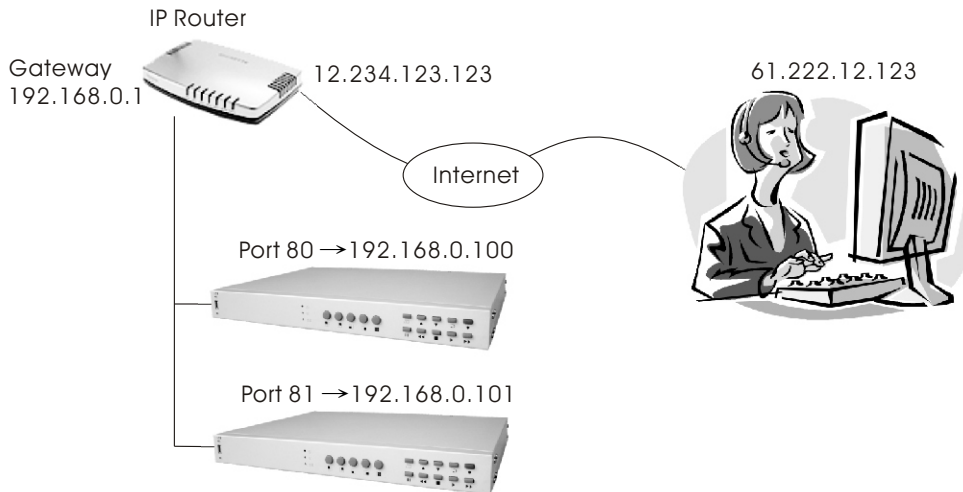 IP Router
Gateway
192.168.0.1
12.234.123.123
61.222.12.123
Internet
Port 80 →192.168.0.100
Port 81 →192.168.0.101